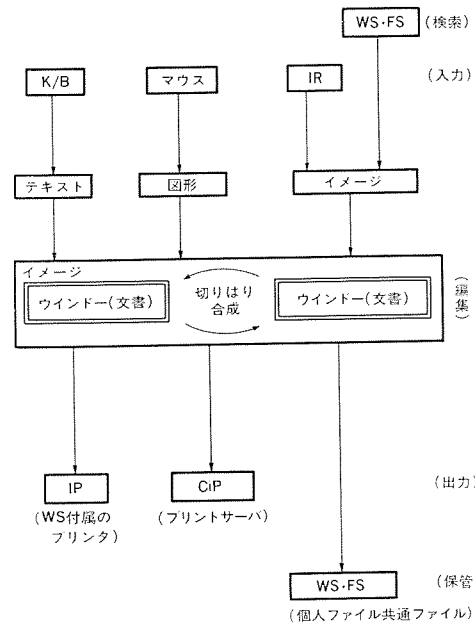 WS·FS (検索)
K/B マウス IR (入力)
テキスト 図形 イメージ
イメージ
ウインドー(文書) 切りはり ウインドー(文書)
合成
(編集)
(出力)
IP CiP
(WS付属の (プリントサーバ)
プリンタ)
WS·FS (保管
(個人ファイル共通ファイル)